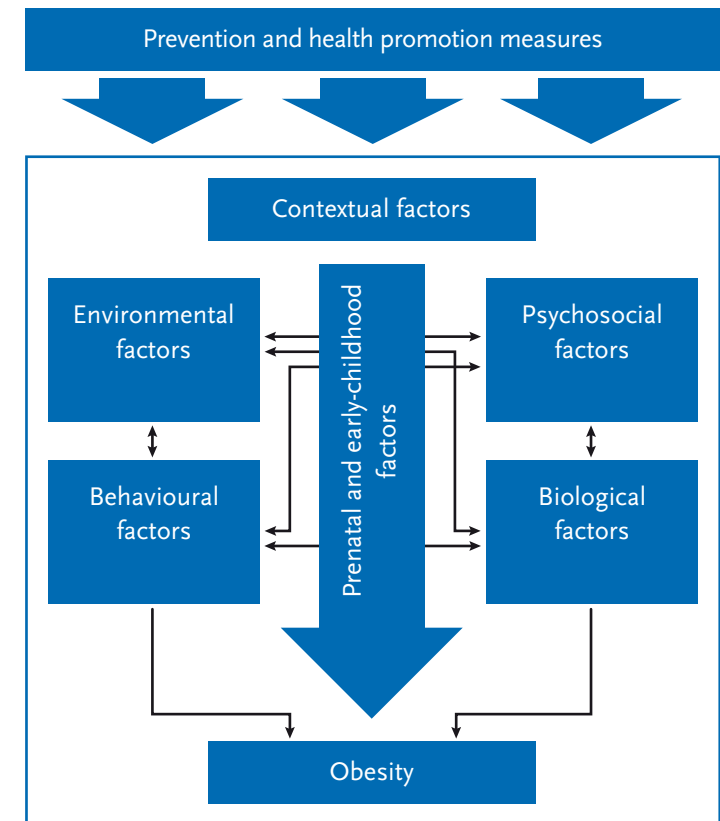 Prevention and health promotion measures
Contextual factors
Environmental
factors
Prenatal and early-childhood
factors
Psychosocial
factors
Behavioural
factors
Biological
factors
Obesity